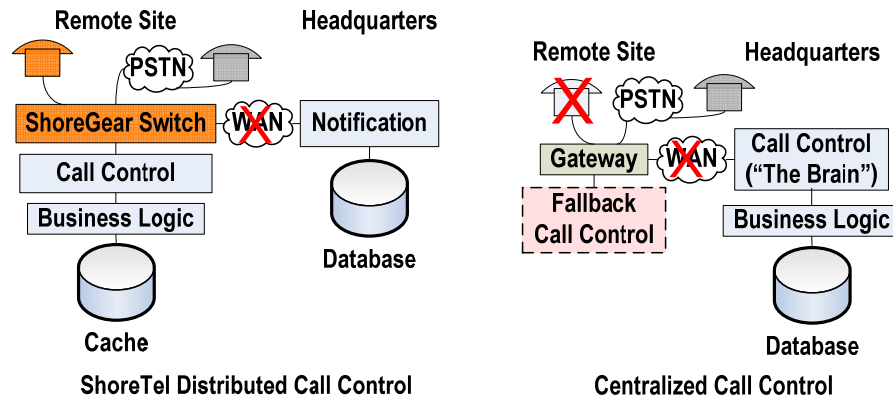 Remote Site
Headquarters
PSTN
ShoreGear Switch
WAN
Notification
Call Control
Business Logic
Database
Cache
ShoreTel Distributed Call Control
Remote Site
Headquarters
PSTN
Gateway
WAN
Call Control
("The Brain")
Fallback
Call Control
Business Logic
Database
Centralized Call Control